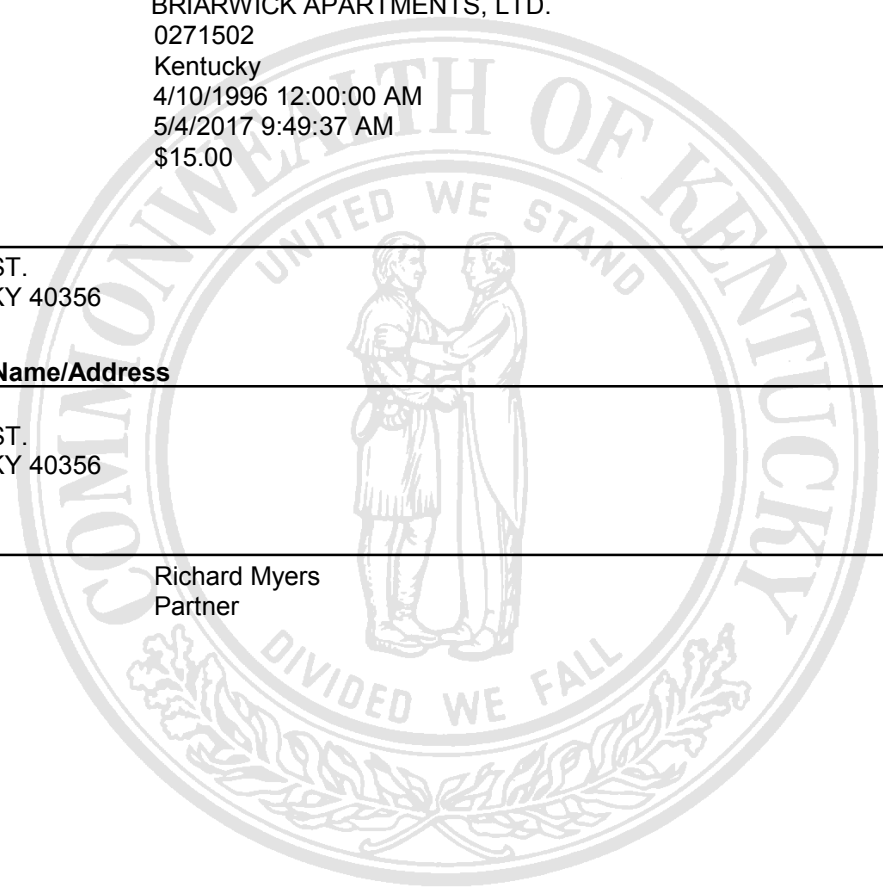 BRIARWICK APARTMENTS, LTD.
0271502
Kentucky
4/10/1996 12:00:00 AM
5/4/2017 9:49:37 AM
$15.00
ST.
KY 40356
Name/Address
ST.
KY 40356
Richard Myers
Partner
COMMONWEALTH OF KENTUCKY
UNITED WE STAND
DIVIDED WE FALL